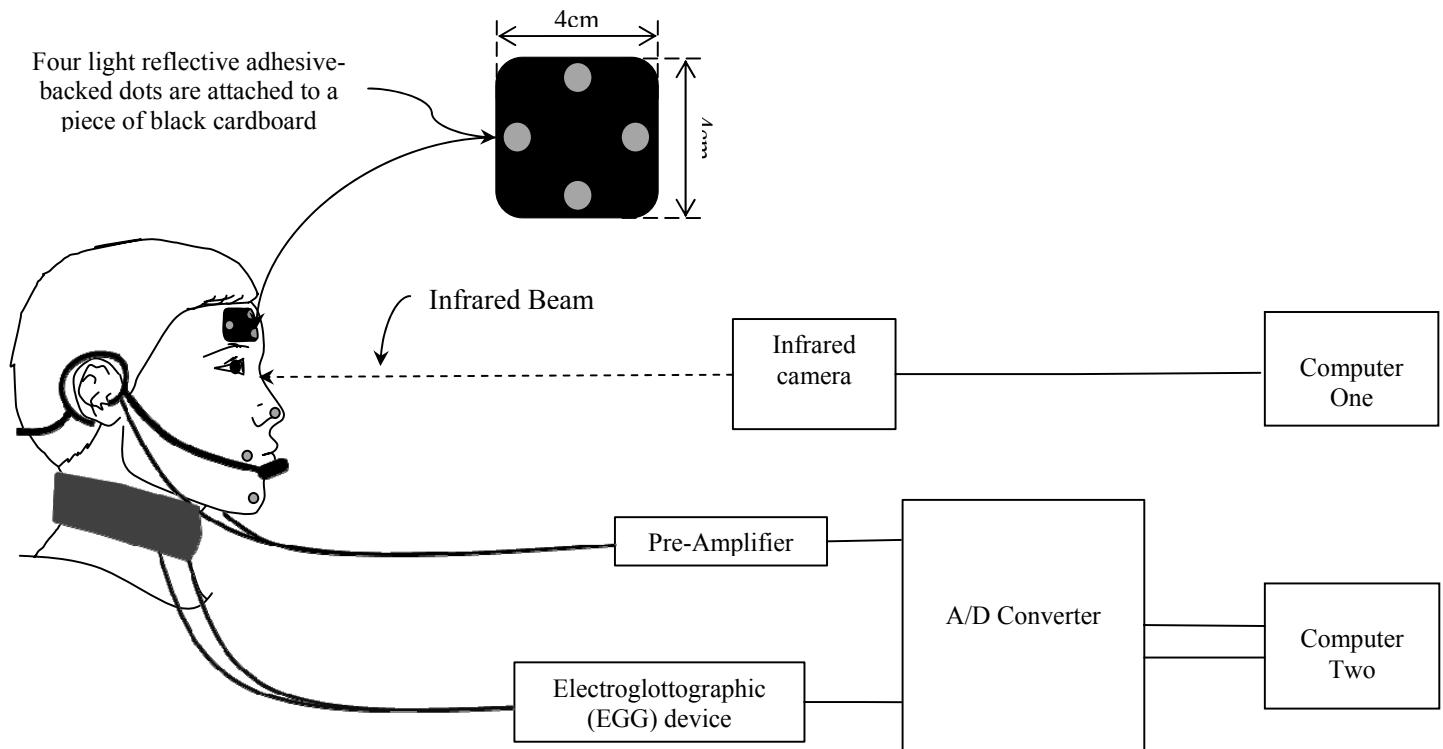 4cm
Four light reflective adhesive-
backed dots are attached to a
piece of black cardboard
4cm
Infrared Beam
Infrared
camera
Computer
One
Pre-Amplifier
A/D Converter
Computer
Two
Electroglottographic
(EGG) device